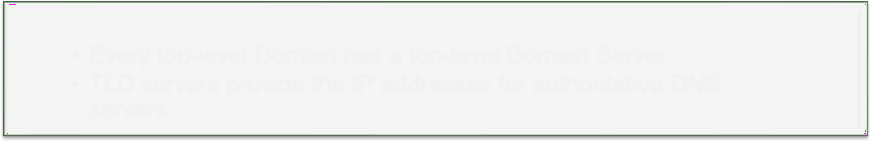 • Every top-level Domain has a top-level Domain Server
• TLD servers provide the IP addresses for authoritative DNS
servers